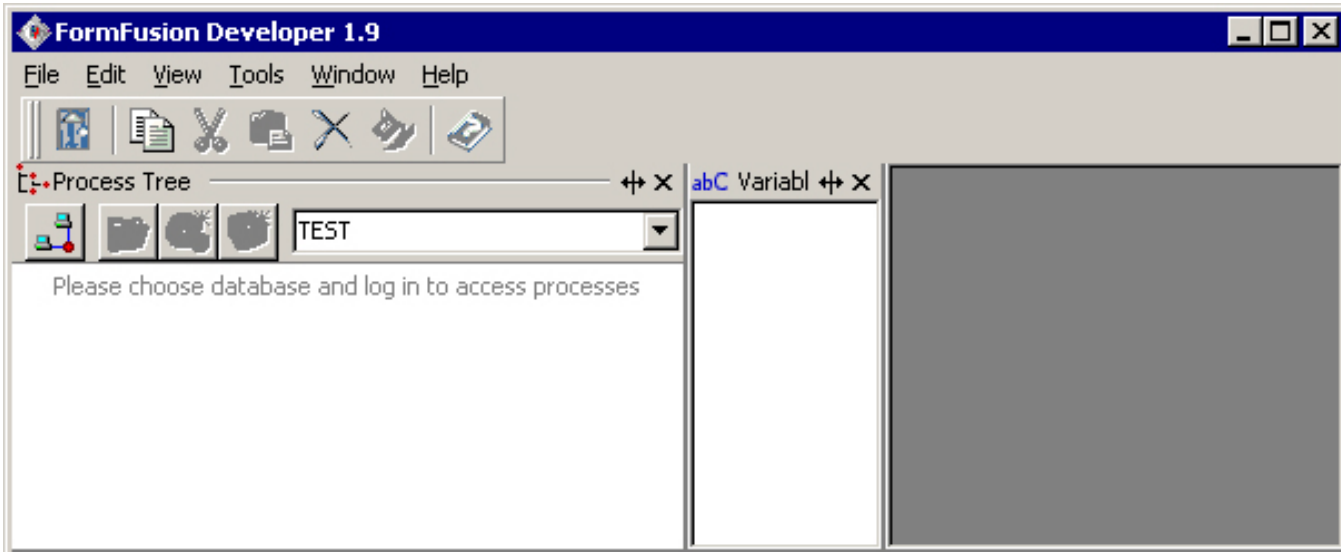 FormFusion Developer 1.9
File Edit View Tools Window Help
Process Tree
abC Variabl
TEST
Please choose database and log in to access processes